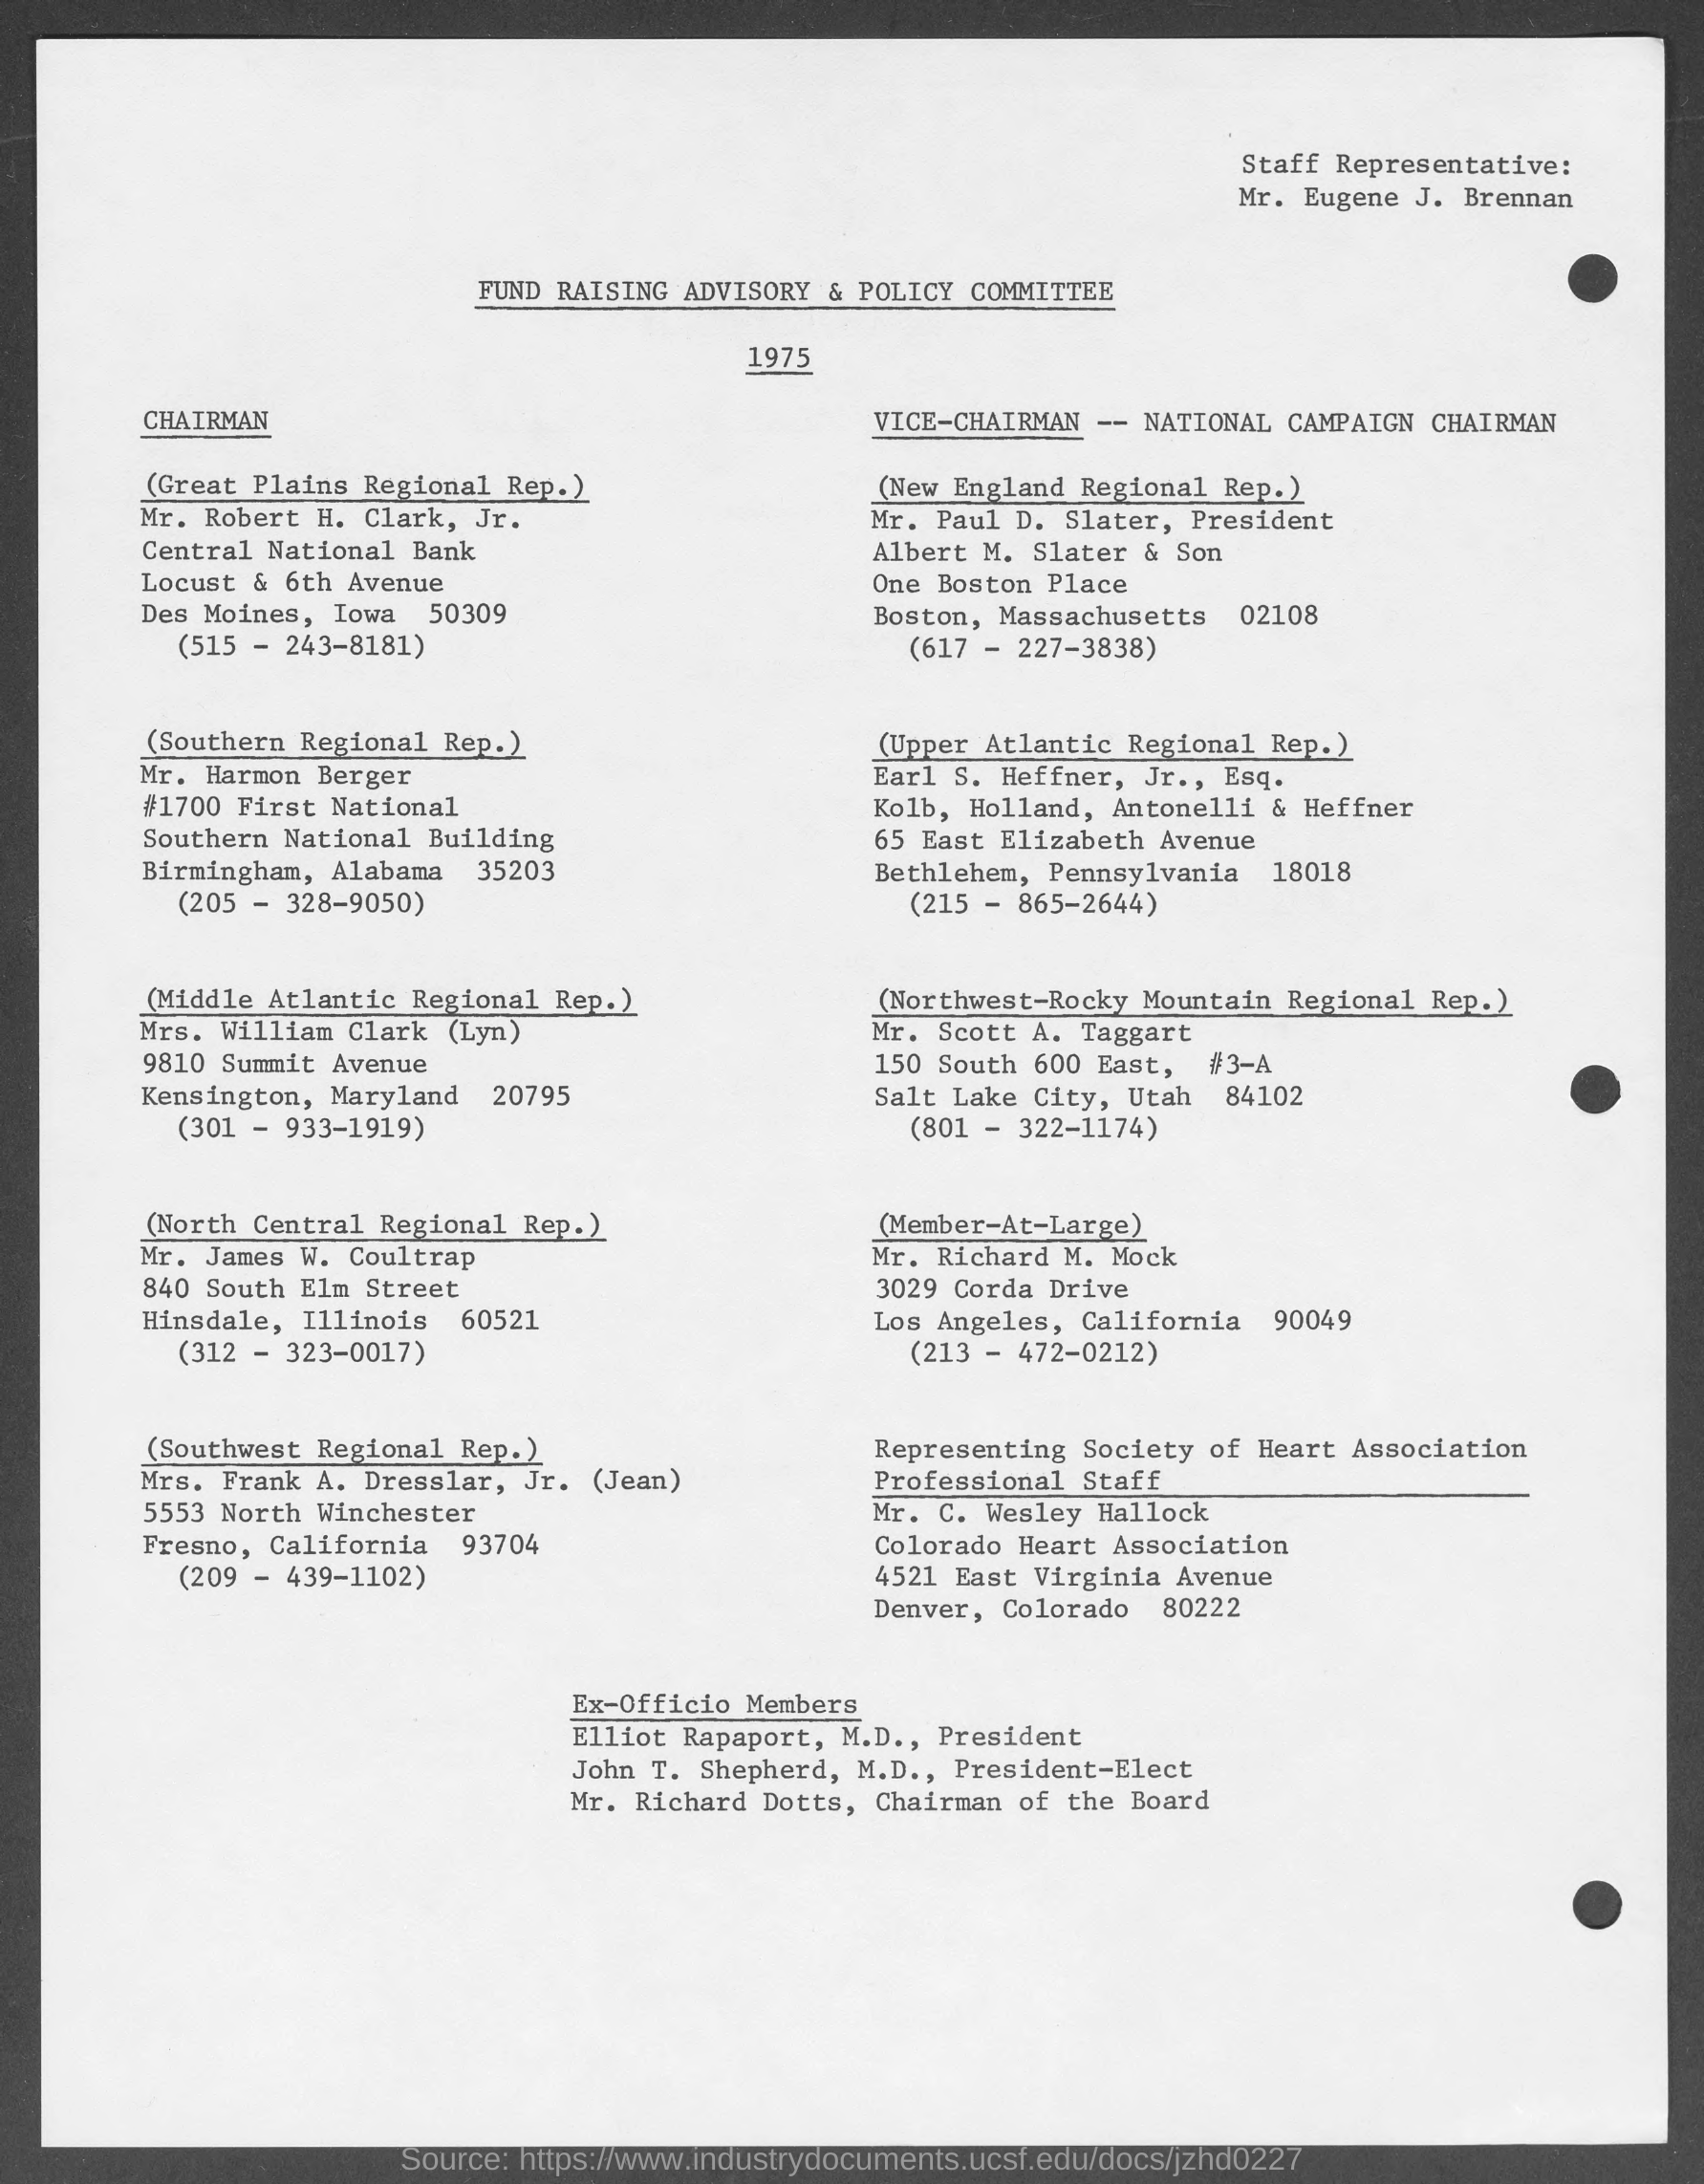 Staff Representative:
Mr. Eugene J. Brennan
FUND RAISING ADVISORY & POLICY COMMITTEE
1975
CHAIRMAN
(Great Plains Regional Rep.)
Mr. Robert H. Clark, Jr.
Central National Bank
Locust & 6th Avenue
Des Moines, Iowa 50309
(515 - 243-8181)
VICE-CHAIRMAN -- NATIONAL CAMPAIGN CHAIRMAN
(New England Regional Rep.)
Mr. Paul D. Slater, President
Albert M. Slater & Son
One Boston Place
Boston, Massachusetts 02108
(617 - 227-3838)
(Southern Regional Rep.)
Mr. Harmon Berger
#1700 First National
Southern National Building
Birmingham, Alabama 35203
(205 - 328-9050)
(Upper Atlantic Regional Rep.)
Earl S. Heffner, Jr., Esq.
Kolb, Holland, Antonelli & Heffner
65 East Elizabeth Avenue
Bethlehem, Pennsylvania 18018
(215 - 865-2644)
(Middle Atlantic Regional Rep.)
Mrs. William Clark (Lyn)
9810 Summit Avenue
Kensington, Maryland 20795
(301 - 933-1919)
(Northwest-Rocky Mountain Regional Rep.)
Mr. Scott A. Taggart
150 South 600 East, #3-A
Salt Lake City, Utah 84102
(801 - 322-1174)
(North Central Regional Rep.)
Mr. James W. Coultrap
840 South Elm Street
Hinsdale, Illinois 60521
(312 - 323-0017)
(Member-At-Large)
Mr. Richard M. Mock
3029 Corda Drive
Los Angeles, California 90049
(213 - 472-0212)
(Southwest Regional Rep.)
Mrs. Frank A. Dresslar, Jr. (Jean)
5553 North Winchester
Fresno, California 93704
(209 - 439-1102)
Representing Society of Heart Association
Professional Staff
Mr. C. Wesley Hallock
Colorado Heart Association
4521 East Virginia Avenue
Denver, Colorado 80222
Ex-Officio Members
Elliot Rapaport, M.D., President
John T. Shepherd, M.D., President-Elect
Mr. Richard Dotts, Chairman of the Board
Source: https://www.industrydocuments.ucsf.edu/docs/jzhd0227